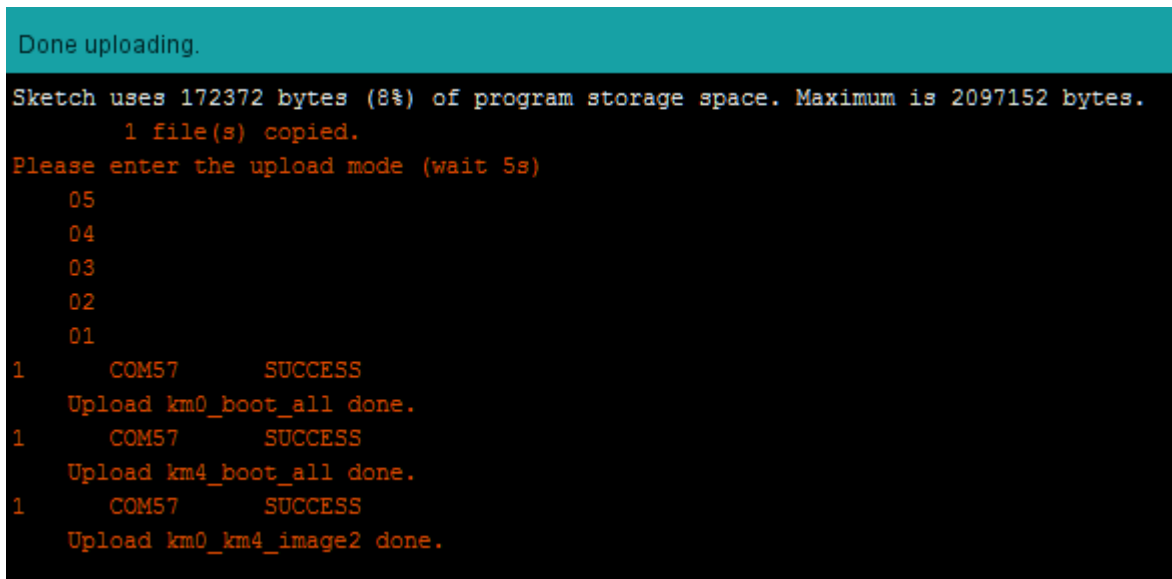 Done uploading.
Sketch uses 172372 bytes (8%) of program storage space. Maximum is 2097152 bytes.
1 file(s) copied.
Please enter the upload mode (wait 5s)
05
04
03
02
01
1 COM57 SUCCESS
Upload km0_boot_all done.
1 COM57 SUCCESS
Upload km4_boot_all done.
1 COM57 SUCCESS
Upload km0_km4_image2 done.